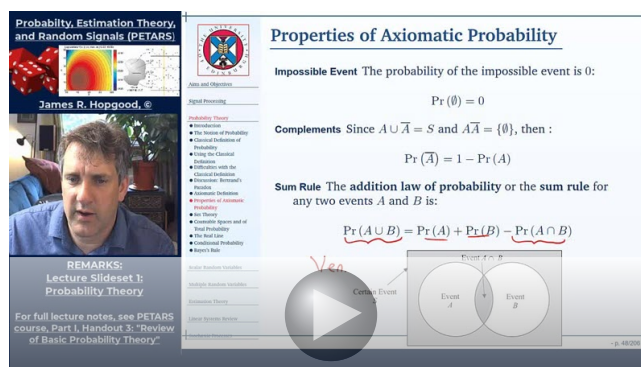 Probabilty, Estimation Theory,
and Random Signals (PETARS)
James R. Hopgood, ©
REMARKS:
Lecture Slideset 1:
Probability Theory
For full lecture notes, see PETARS
course, Part I, Handout 3: "Review
of Basic Probability Theory"
Aims and Objectives
Signal Processing
Probability Theory
● Introduction
● The Notion of Probability
● Classical Definition of
Probability
● Using the Classical
Definition
● Difficulties with the
Classical Definition
● Discussion: Bertrand's
Paradox
● Axiomatic Definition
● Properties of Axiomatic
Probability
● Set Theory
● Countable Spaces and of
Total Probability
● The Real Line
● Conditional Probability
● Bayes's Rule
Scalar Random Variables
Multiple Random Variables
Estimation Theory
Linear Systems Review
Properties of Axiomatic Probability
Impossible Event The probability of the impossible event is 0:
Pr (∅) = 0
Complements Since A ∪ A̅ = S and AA̅ = {∅}, then :
Pr (A̅) = 1 − Pr (A)
Sum Rule The addition law of probability or the sum rule for
any two events A and B is:
Pr (A ∪ B) = Pr (A) + Pr (B) − Pr (A ∩ B)
Ven
Event A ∩ B
Certain Event
Event
A
Event
B
- p. 48/206